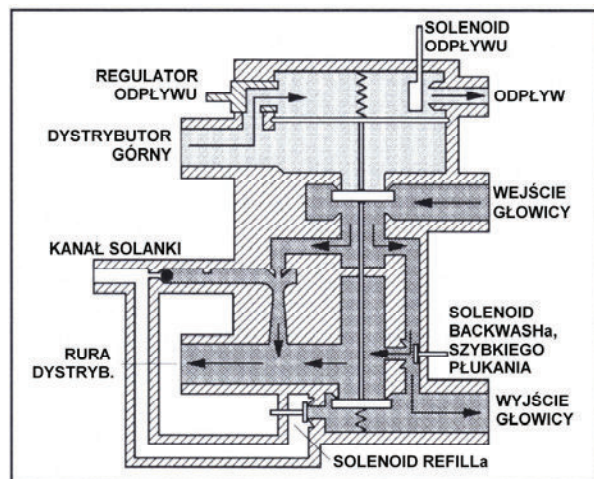 SOLENOID
ODPŁYWU
REGULATOR
ODPŁYWU
ODPŁYW
DYSTRYBUTOR
GÓRNY
WEJŚCIE
GŁOWICY
KANAŁ SOLANKI
SOLENOID
BACKWASHa,
SZYBKIEGO
PŁUKANIA
RURA
DYSTRYB.
WYJŚCIE
GŁOWICY
SOLENOID REFILLa